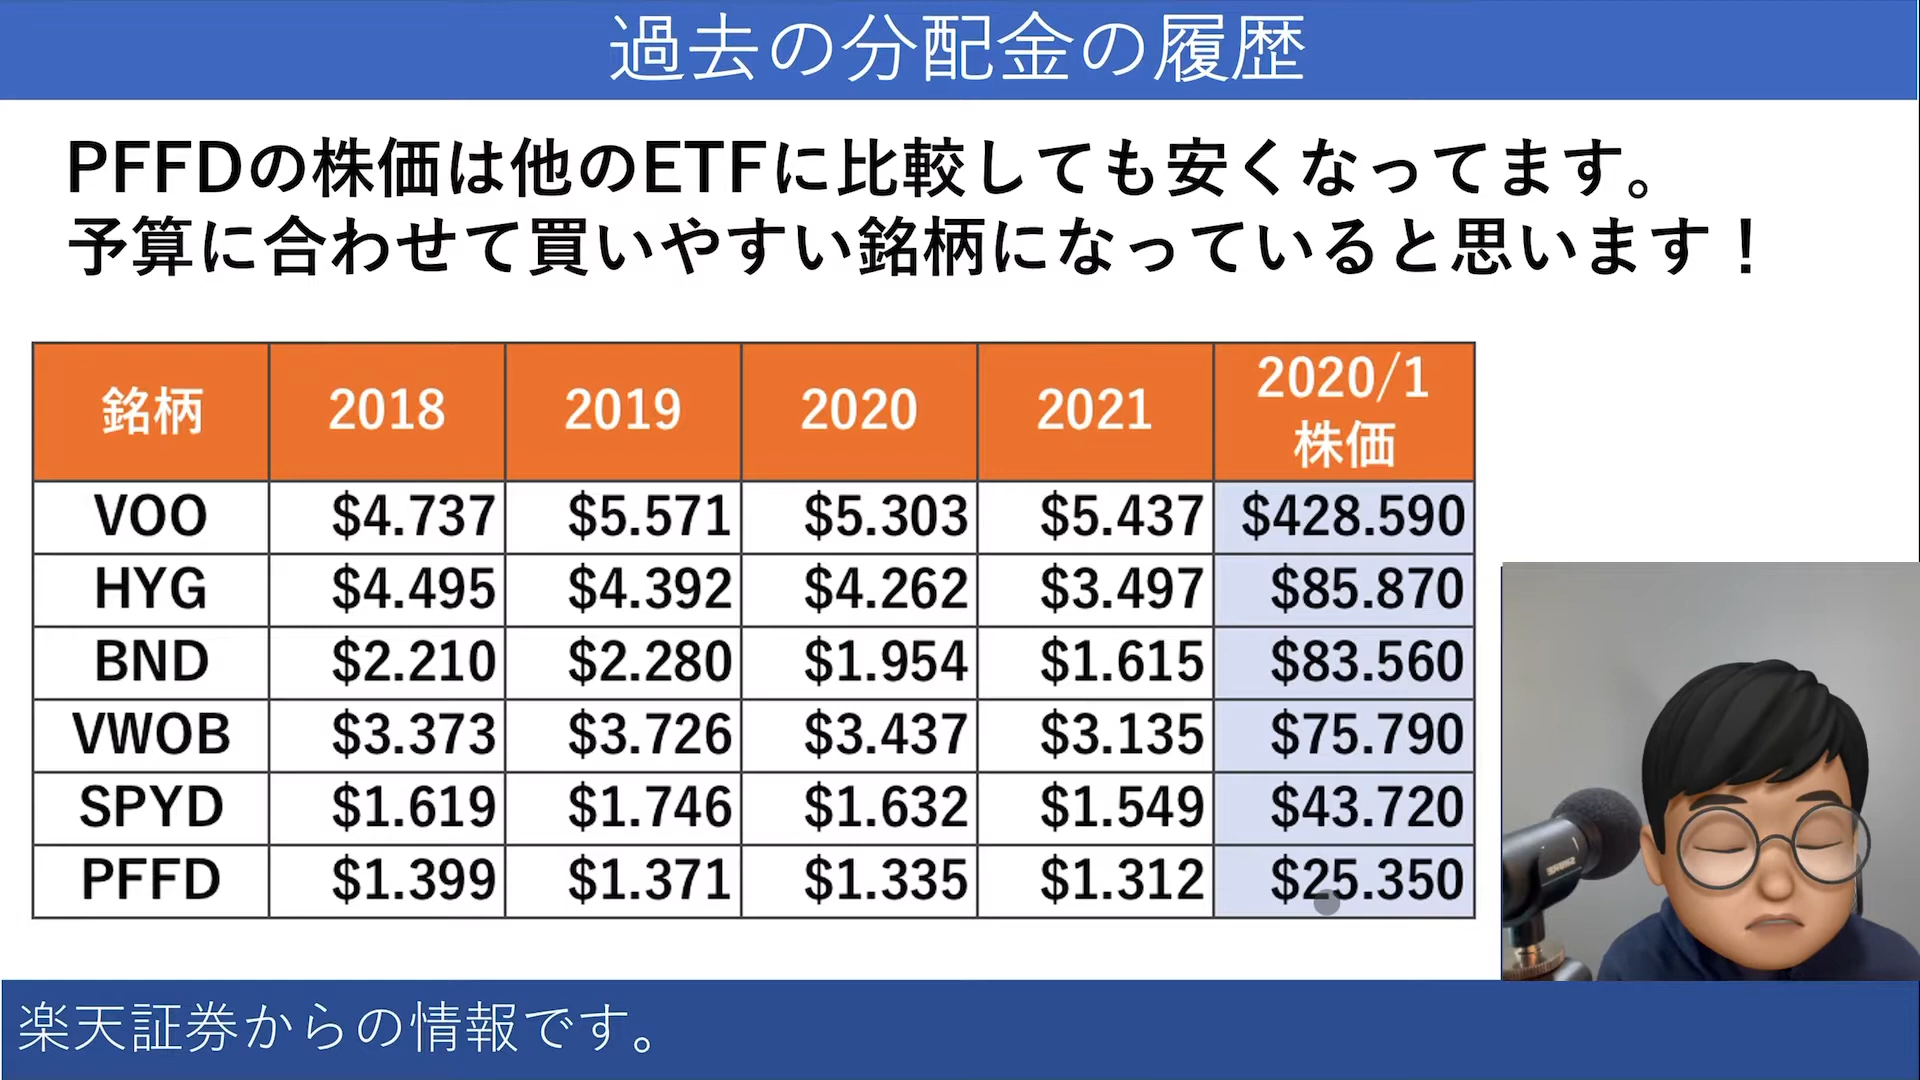 過去の分配金の履歴
PFFDの株価は他のETFに比較しても安くなってます。
予算に合わせて買いやすい銘柄になっていると思います！
銘柄 2018 2019 2020 2021 2020/1 株価
VOO $4.737 $5.571 $5.303 $5.437 $428.590
HYG $4.495 $4.392 $4.262 $3.497 $85.870
BND $2.210 $2.280 $1.954 $1.615 $83.560
VWOB $3.373 $3.726 $3.437 $3.135 $75.790
SPYD $1.619 $1.746 $1.632 $1.549 $43.720
PFFD $1.399 $1.371 $1.335 $1.312 $25.350
楽天証券からの情報です。